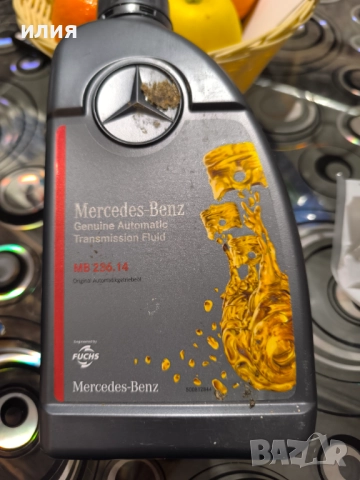 илия
Mercedes-Benz
Genuine Automatic
Transmission Fluid
MB 236.14
FUCHS
Mercedes-Benz
BAZAR